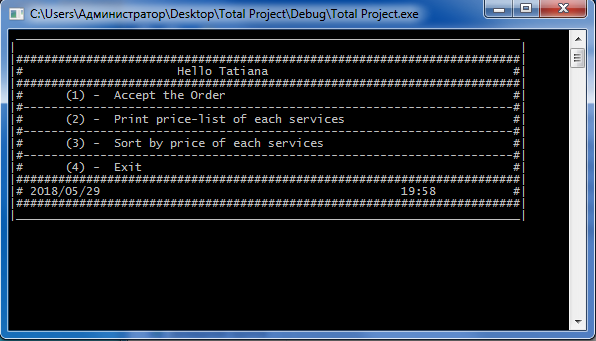 C:\Users\Администратор\Desktop\Total Project\Debug\Total Project.exe
Hello Tatiana
(1) - Accept the Order
(2) - Print price-list of each services
(3) - Sort by price of each services
(4) - Exit
2018/05/29 19:58